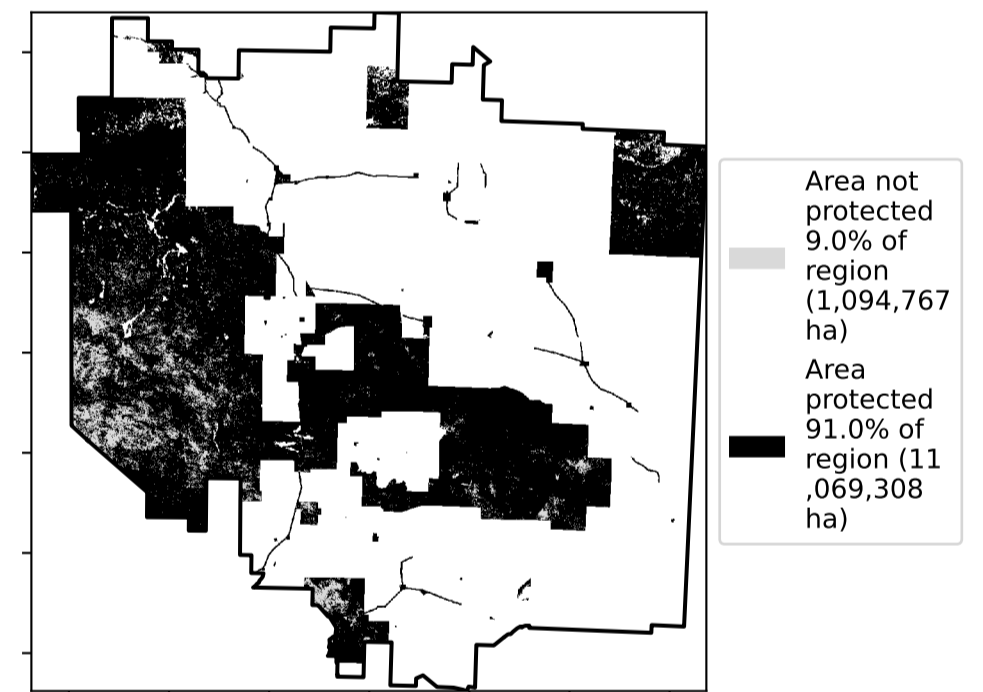 Area not
protected
9.0% of
region
(1,094,767
ha)
Area
protected
91.0% of
region (11
,069,308
ha)